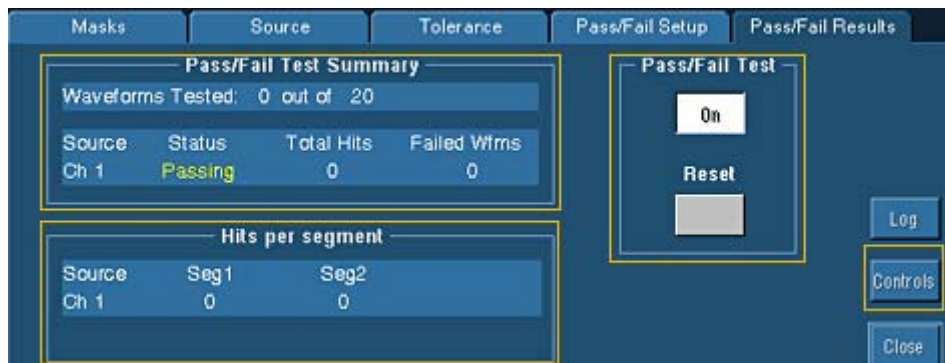 Masks Source Tolerance Pass/Fail Setup Pass/Fail Results
Pass/Fail Test Summary
Waveforms Tested: 0 out of 20
Source Status Total Hits Failed Wfms
Ch 1 Passing 0 0
Hits per segment
Source Seg1 Seg2
Ch 1 0 0
Pass/Fail Test
On
Reset
Log
Controls
Close